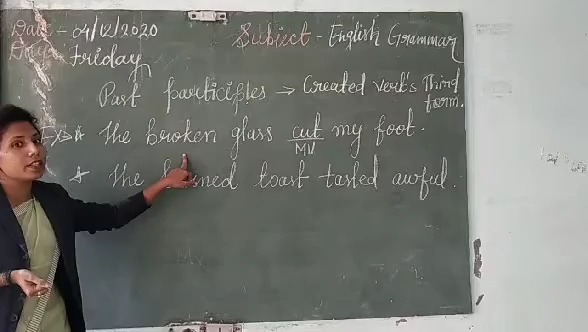 Date - 04/12/2020
Subject - English Grammar
Day - Friday
Past participles → Created verb's Third form.
Ex→ * The broken glass cut my foot.
MV
* The toast tasted awful.